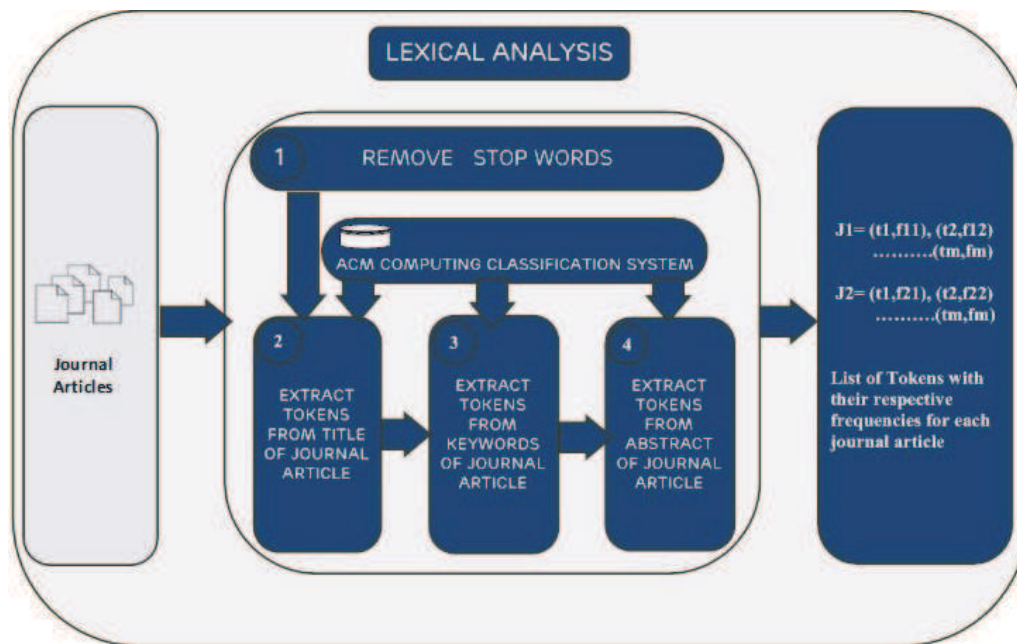 LEXICAL ANALYSIS
Journal
Articles
1
REMOVE STOP WORDS
ACM COMPUTING CLASSIFICATION SYSTEM
2
EXTRACT
TOKENS
FROM TITLE
OF JOURNAL
ARTICLE
3
EXTRACT
TOKENS
FROM
KEYWORDS
OF JOURNAL
ARTICLE
4
EXTRACT
TOKENS
FROM
ABSTRACT
OF JOURNAL
ARTICLE
J1= (t1,f11), (t2,f12)
..........(tm,fm)
J2= (t1,f21), (t2,f22)
..........(tm,fm)
List of Tokens with
their respective
frequencies for each
journal article